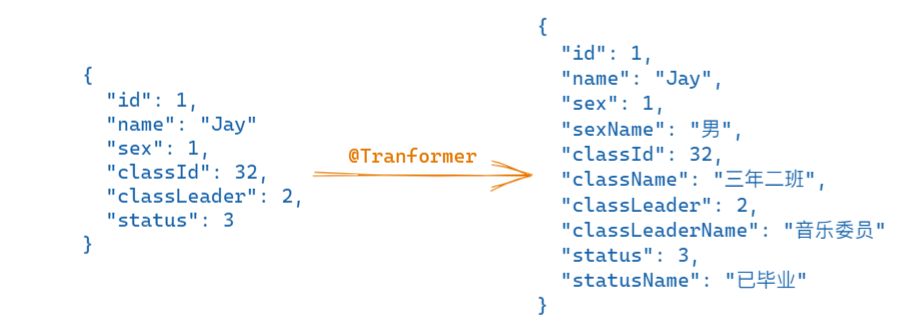 {
"id": 1,
"name": "Jay"
"sex": 1,
"classId": 32,
"classLeader": 2,
"status": 3
}
@Tranformer
{
"id": 1,
"name": "Jay",
"sex": 1,
"sexName": "男",
"classId": 32,
"className": "三年二班",
"classLeader": 2,
"classLeaderName": "音乐委员"
"status": 3,
"statusName": "已毕业"
}